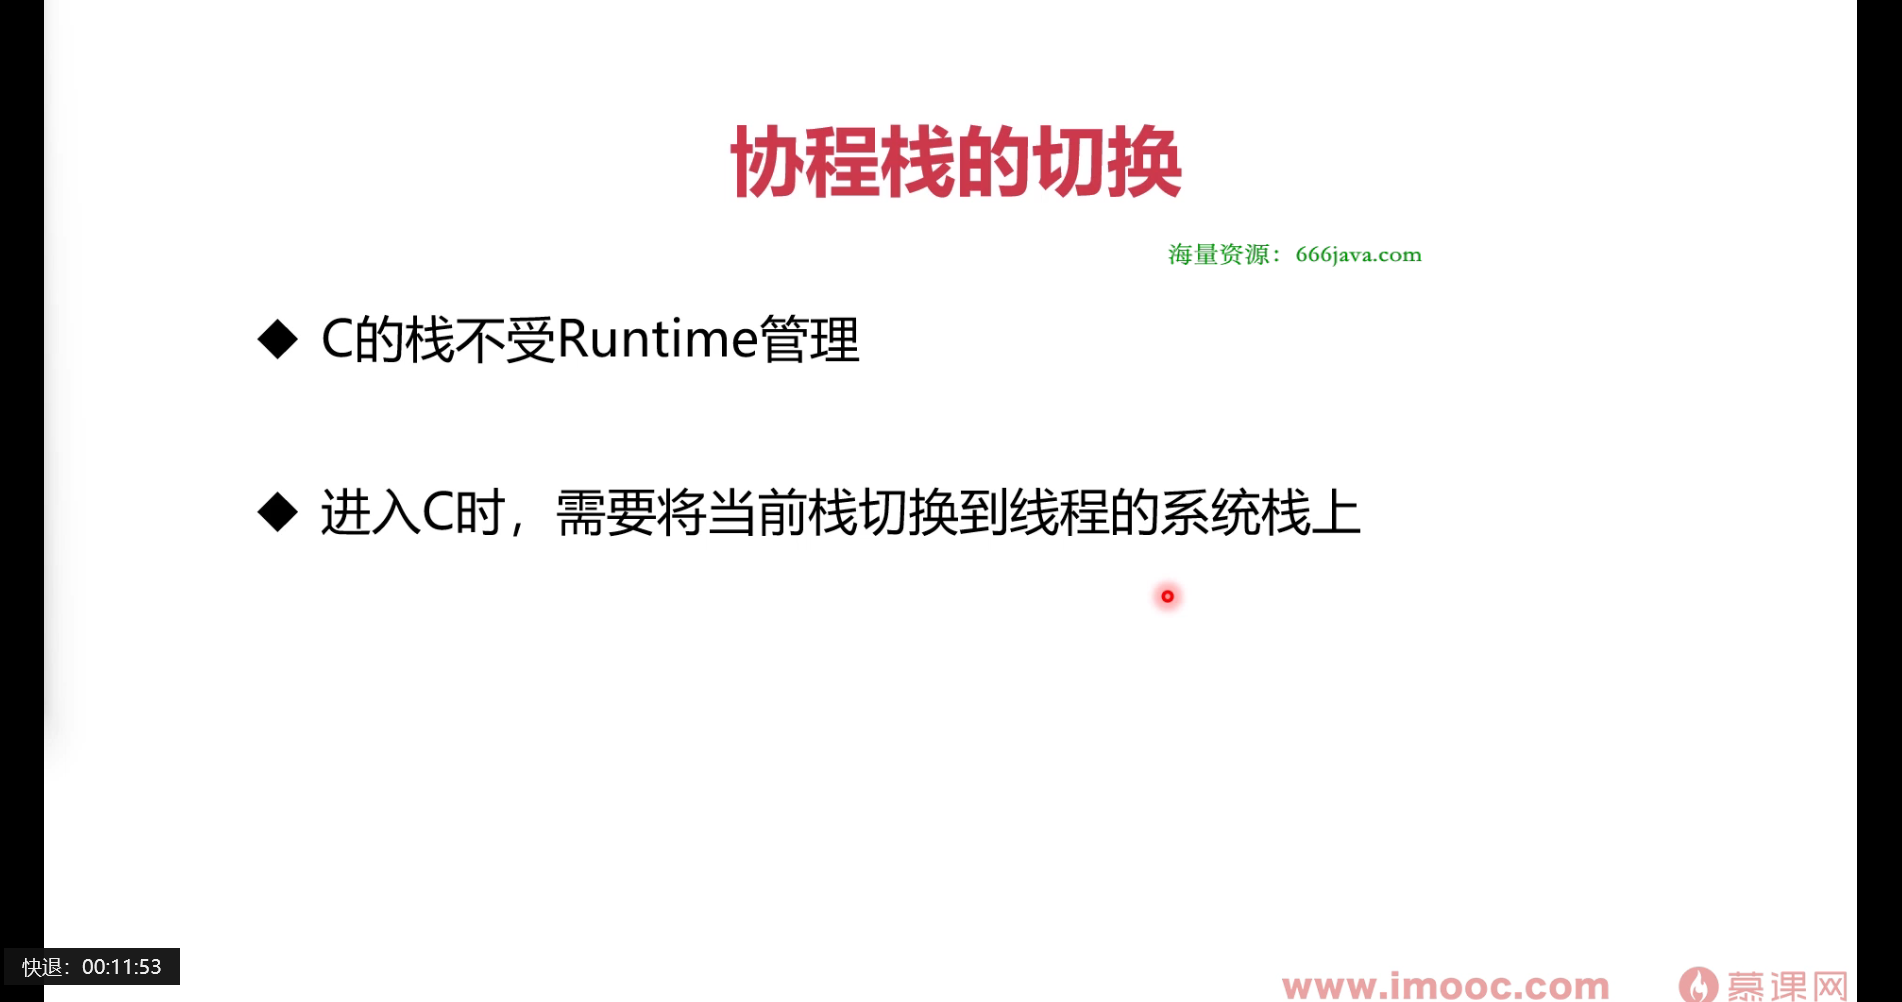 协程栈的切换
海量资源：666java.com
◆ C的栈不受Runtime管理
◆ 进入C时，需要将当前栈切换到线程的系统栈上
快退：00:11:53
www.imooc.com 慕课网